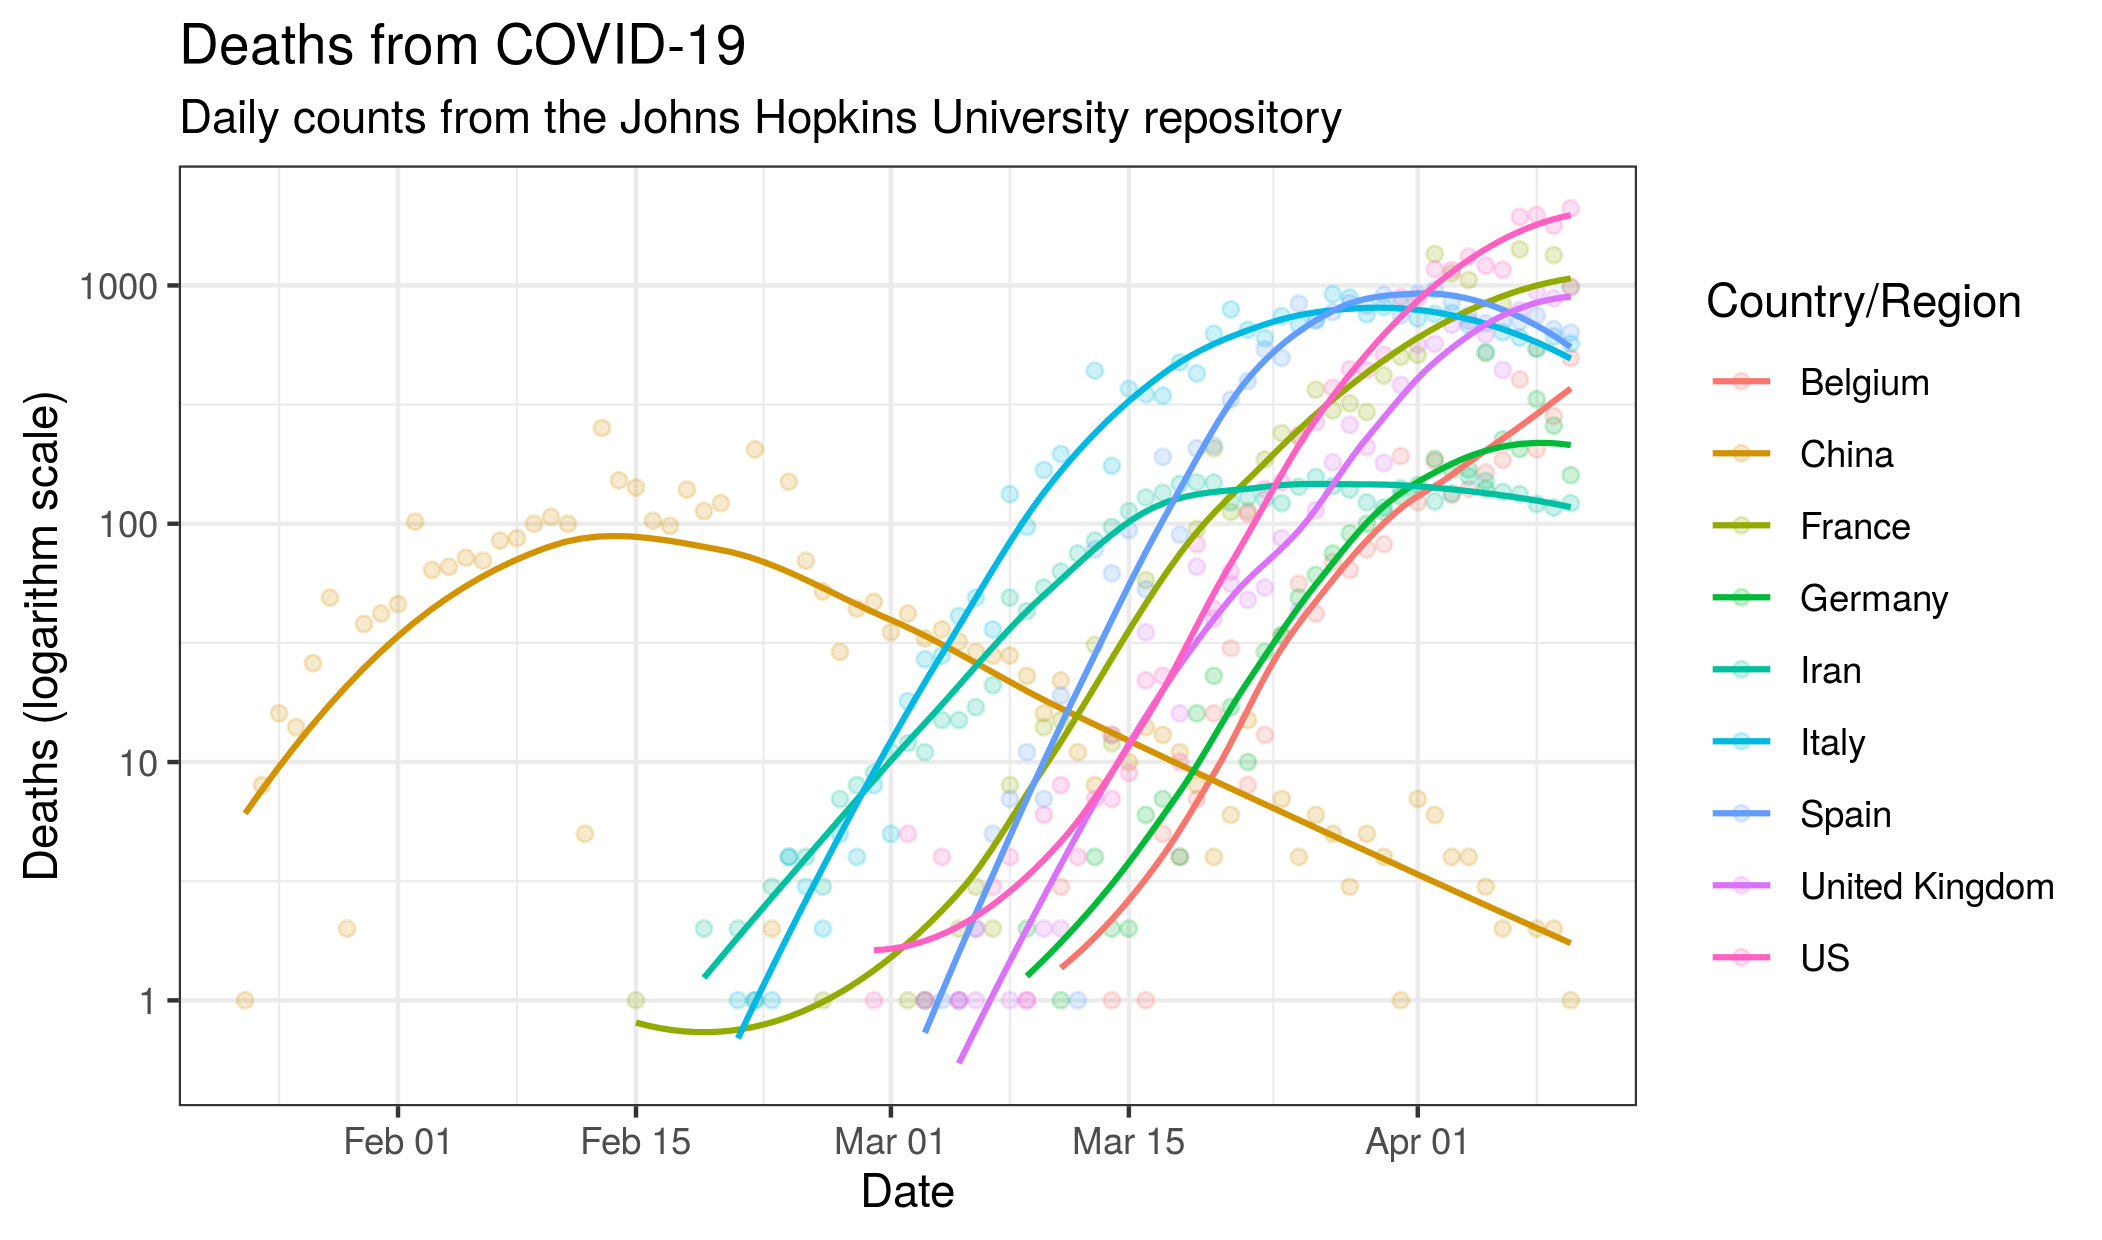 Deaths from COVID-19
Daily counts from the Johns Hopkins University repository
Deaths (logarithm scale)
1000
100
10
1
Feb 01
Feb 15
Mar 01
Mar 15
Apr 01
Date
Country/Region
Belgium
China
France
Germany
Iran
Italy
Spain
United Kingdom
US